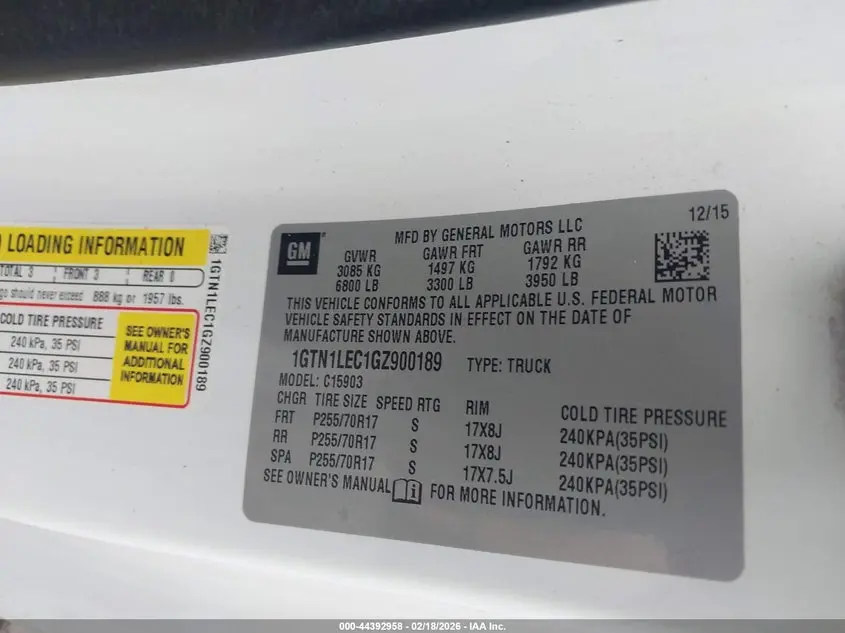 LOADING INFORMATION
TOTAL 3 FRONT 3 REAR 0
go should never exceed 888 kg or 1957 lbs.
COLD TIRE PRESSURE
240 kPa, 35 PSI
240 kPa, 35 PSI
240 kPa, 35 PSI
SEE OWNER'S
MANUAL FOR
ADDITIONAL
INFORMATION
1GTN1LEC1GZ900189
12/15
GM
MFD BY GENERAL MOTORS LLC
GVWR GAWR FRT GAWR RR
3085 KG 1497 KG 1792 KG
6800 LB 3300 LB 3950 LB
THIS VEHICLE CONFORMS TO ALL APPLICABLE U.S. FEDERAL MOTOR
VEHICLE SAFETY STANDARDS IN EFFECT ON THE DATE OF
MANUFACTURE SHOWN ABOVE.
1GTN1LEC1GZ900189 TYPE: TRUCK
MODEL: C15903
CHGR TIRE SIZE SPEED RTG RIM COLD TIRE PRESSURE
FRT P255/70R17 S 17X8J 240KPA(35PSI)
RR P255/70R17 S 17X8J 240KPA(35PSI)
SPA P255/70R17 S 17X7.5J 240KPA(35PSI)
SEE OWNER'S MANUAL FOR MORE INFORMATION.
000-44392958 - 02/18/2026 - IAA Inc.